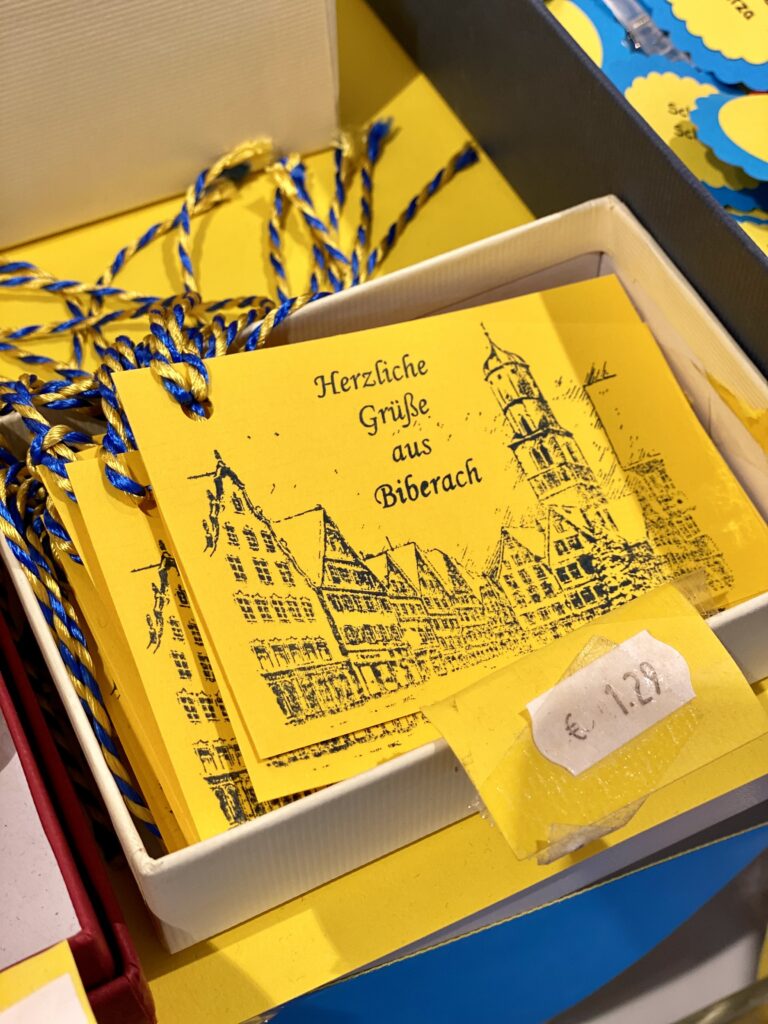 Herzliche
Grüße
aus
Biberach
€ 1.29